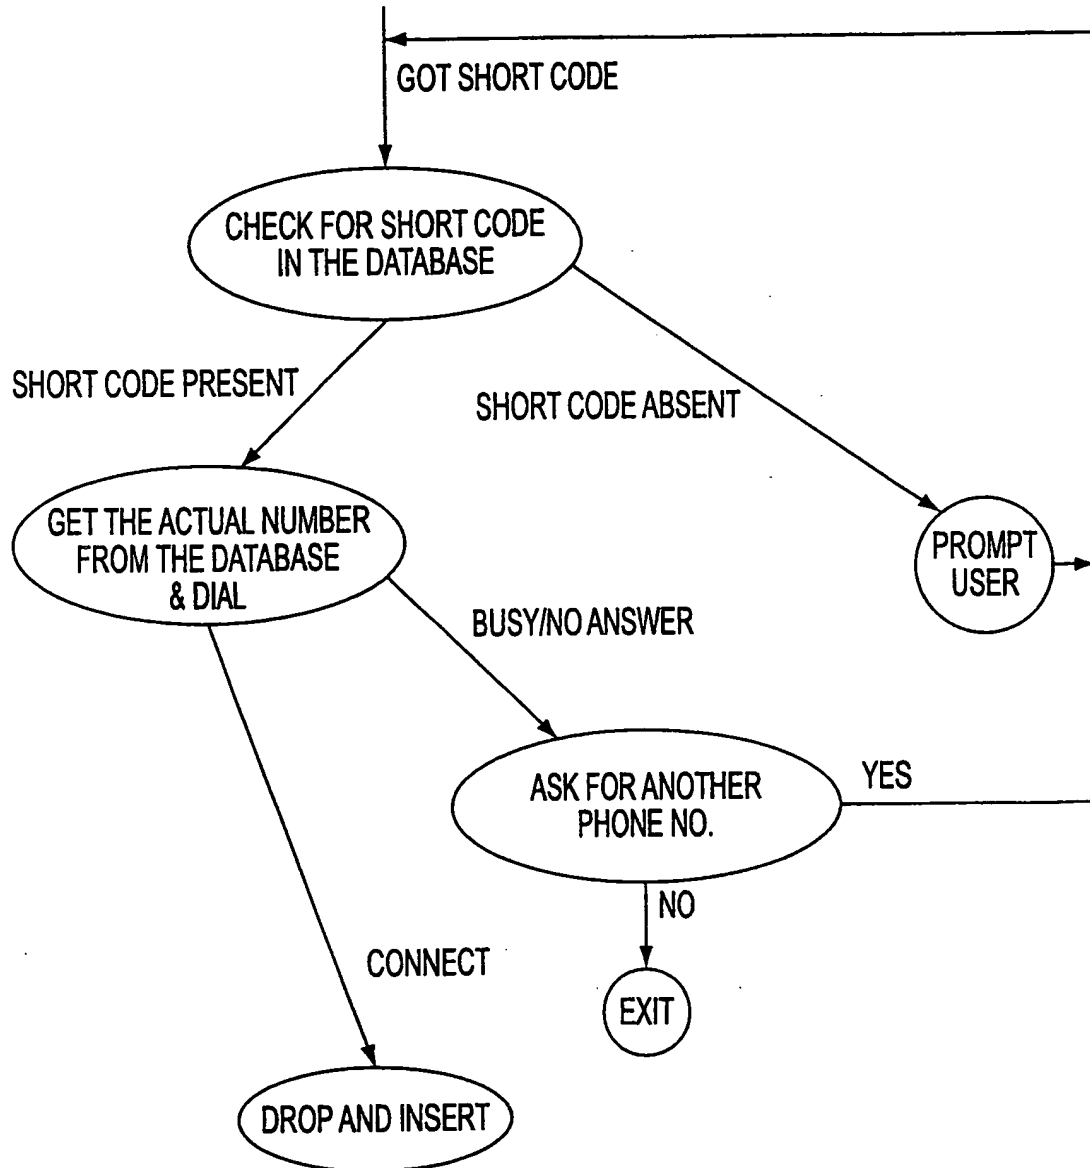 GOT SHORT CODE
CHECK FOR SHORT CODE
IN THE DATABASE
SHORT CODE PRESENT
SHORT CODE ABSENT
GET THE ACTUAL NUMBER
FROM THE DATABASE
& DIAL
PROMPT
USER
BUSY/NO ANSWER
ASK FOR ANOTHER
PHONE NO.
YES
NO
CONNECT
EXIT
DROP AND INSERT